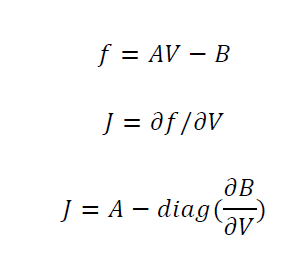 f = AV − B
J = ∂f/∂V
J = A − diag(∂B/∂V)